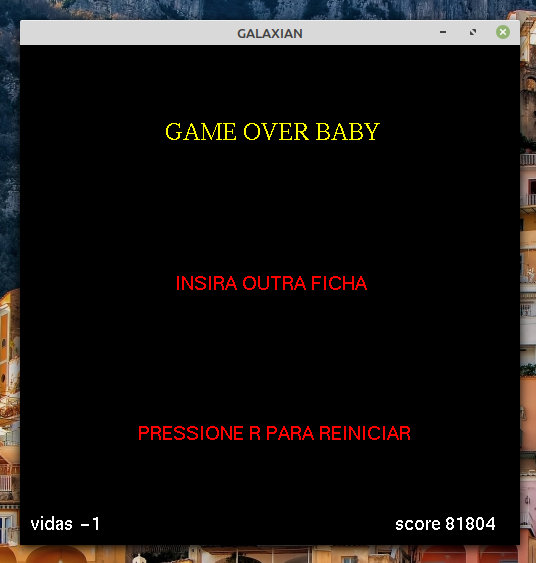 GALAXIAN
GAME OVER BABY
INSIRA OUTRA FICHA
PRESSIONE R PARA REINICIAR
vidas -1
score 81804